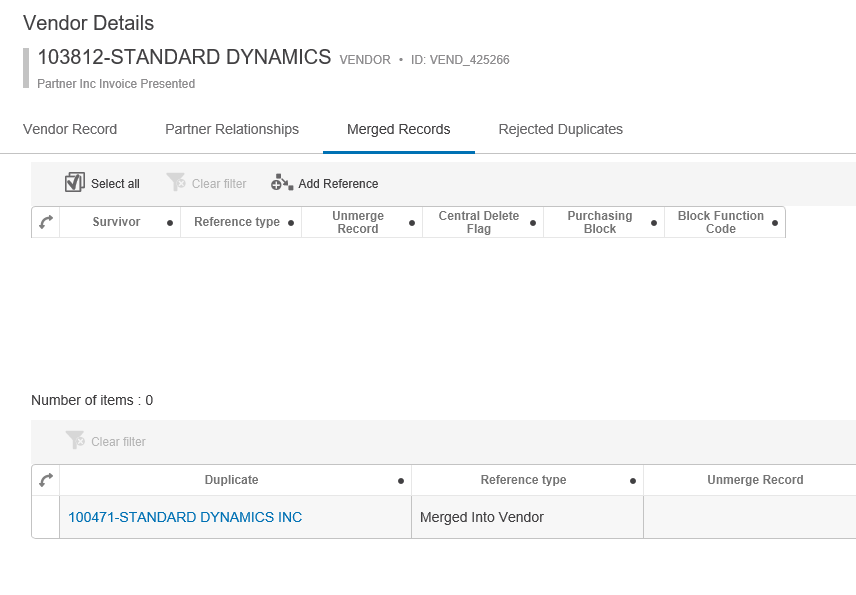 Vendor Details
103812-STANDARD DYNAMICS VENDOR • ID: VEND_425266
Partner Inc Invoice Presented
Vendor Record Partner Relationships Merged Records Rejected Duplicates
Select all Clear filter Add Reference
Survivor Reference type Unmerge Record Central Delete Flag Purchasing Block Block Function Code
Number of items : 0
Clear filter
Duplicate Reference type Unmerge Record
100471-STANDARD DYNAMICS INC Merged Into Vendor